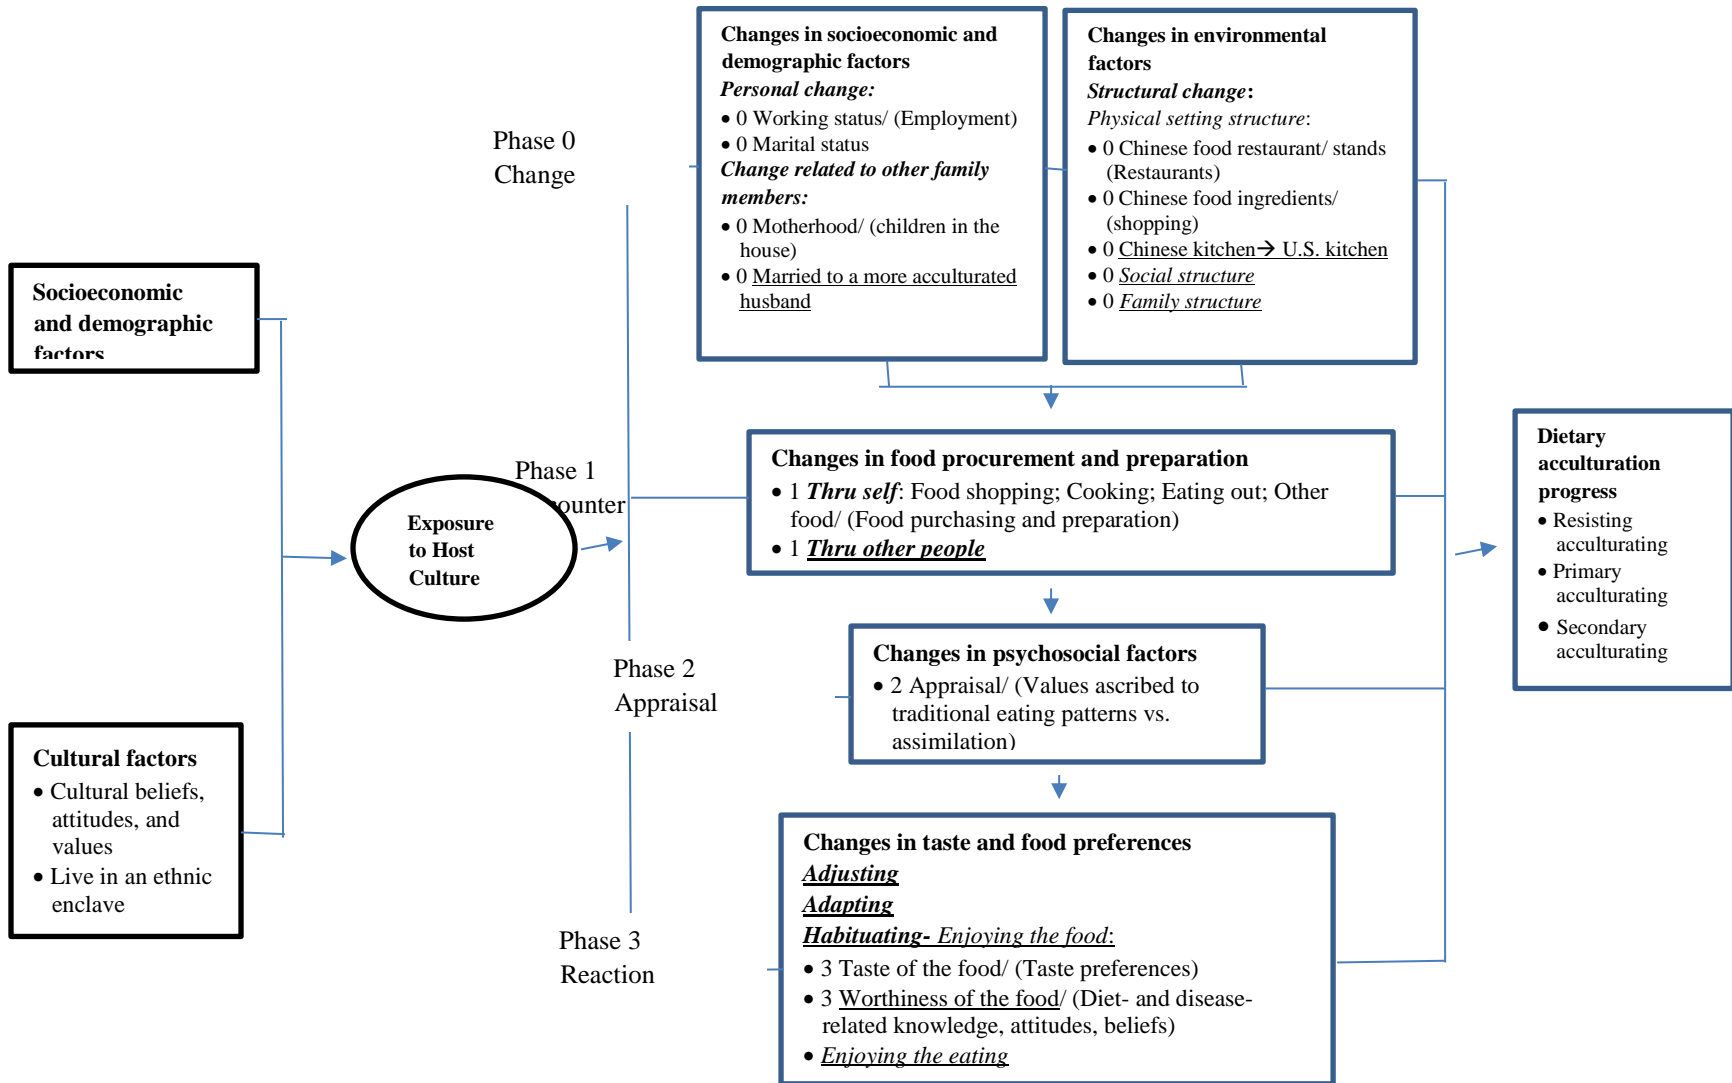 Changes in socioeconomic and
demographic factors
Personal change:
• 0 Working status/ (Employment)
• 0 Marital status
Change related to other family
members:
• 0 Motherhood/ (children in the
house)
• 0 Married to a more acculturated
husband
Changes in environmental
factors
Structural change:
Physical setting structure:
• 0 Chinese food restaurant/ stands
(Restaurants)
• 0 Chinese food ingredients/
(shopping)
• 0 Chinese kitchen→ U.S. kitchen
• 0 Social structure
• 0 Family structure
Phase 0
Change
Socioeconomic
and demographic
factors
Cultural factors
• Cultural beliefs,
attitudes, and
values
• Live in an ethnic
enclave
Exposure
to Host
Culture
Phase 1
ounter
Changes in food procurement and preparation
• 1 Thru self: Food shopping; Cooking; Eating out; Other
food/ (Food purchasing and preparation)
• 1 Thru other people
Phase 2
Appraisal
Changes in psychosocial factors
• 2 Appraisal/ (Values ascribed to
traditional eating patterns vs.
assimilation)
Phase 3
Reaction
Changes in taste and food preferences
Adjusting
Adapting
Habituating- Enjoying the food:
• 3 Taste of the food/ (Taste preferences)
• 3 Worthiness of the food/ (Diet- and disease-
related knowledge, attitudes, beliefs)
• Enjoying the eating
Dietary
acculturation
progress
• Resisting
acculturating
• Primary
acculturating
• Secondary
acculturating